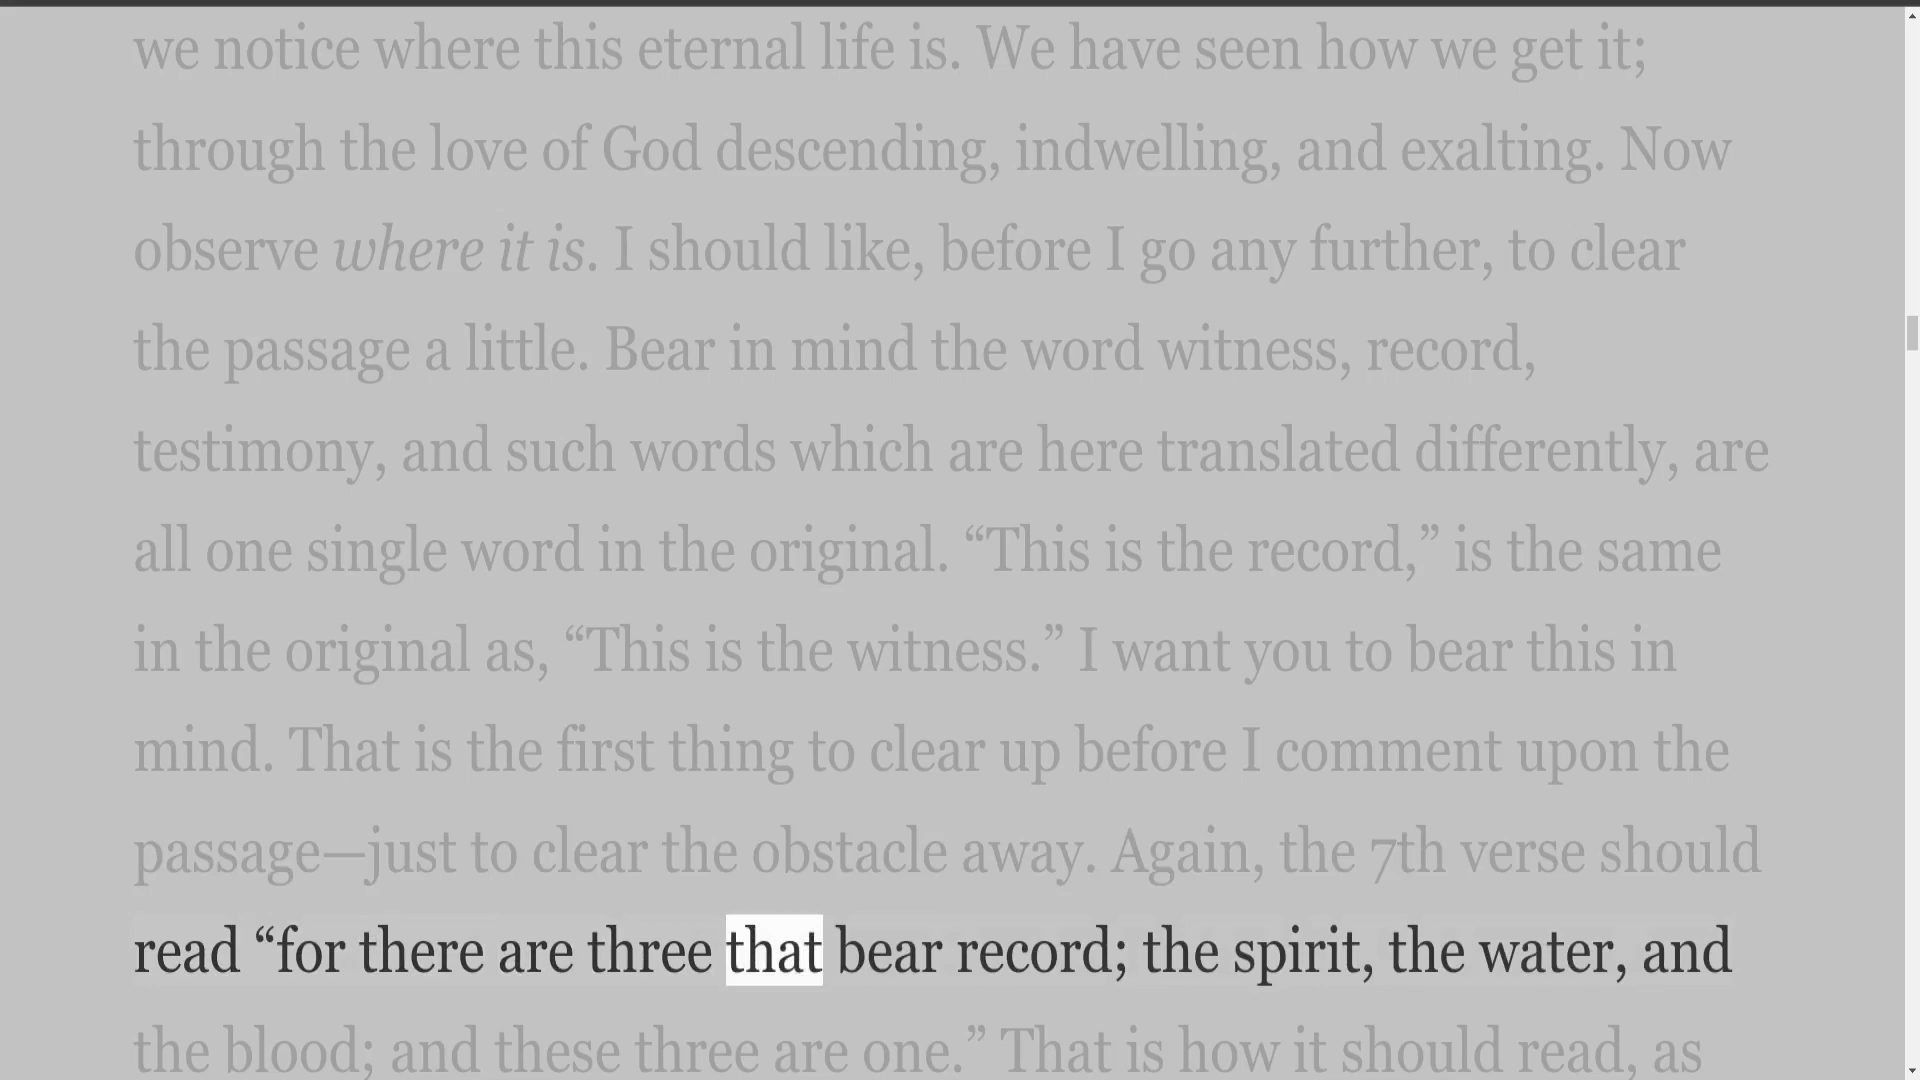 we notice where this eternal life is. We have seen how we get it;
through the love of God descending, indwelling, and exalting. Now
observe where it is. I should like, before I go any further, to clear
the passage a little. Bear in mind the word witness, record,
testimony, and such words which are here translated differently, are
all one single word in the original. “This is the record,” is the same
in the original as, “This is the witness.” I want you to bear this in
mind. That is the first thing to clear up before I comment upon the
passage—just to clear the obstacle away. Again, the 7th verse should
read “for there are three that bear record; the spirit, the water, and
the blood; and these three are one.” That is how it should read, as